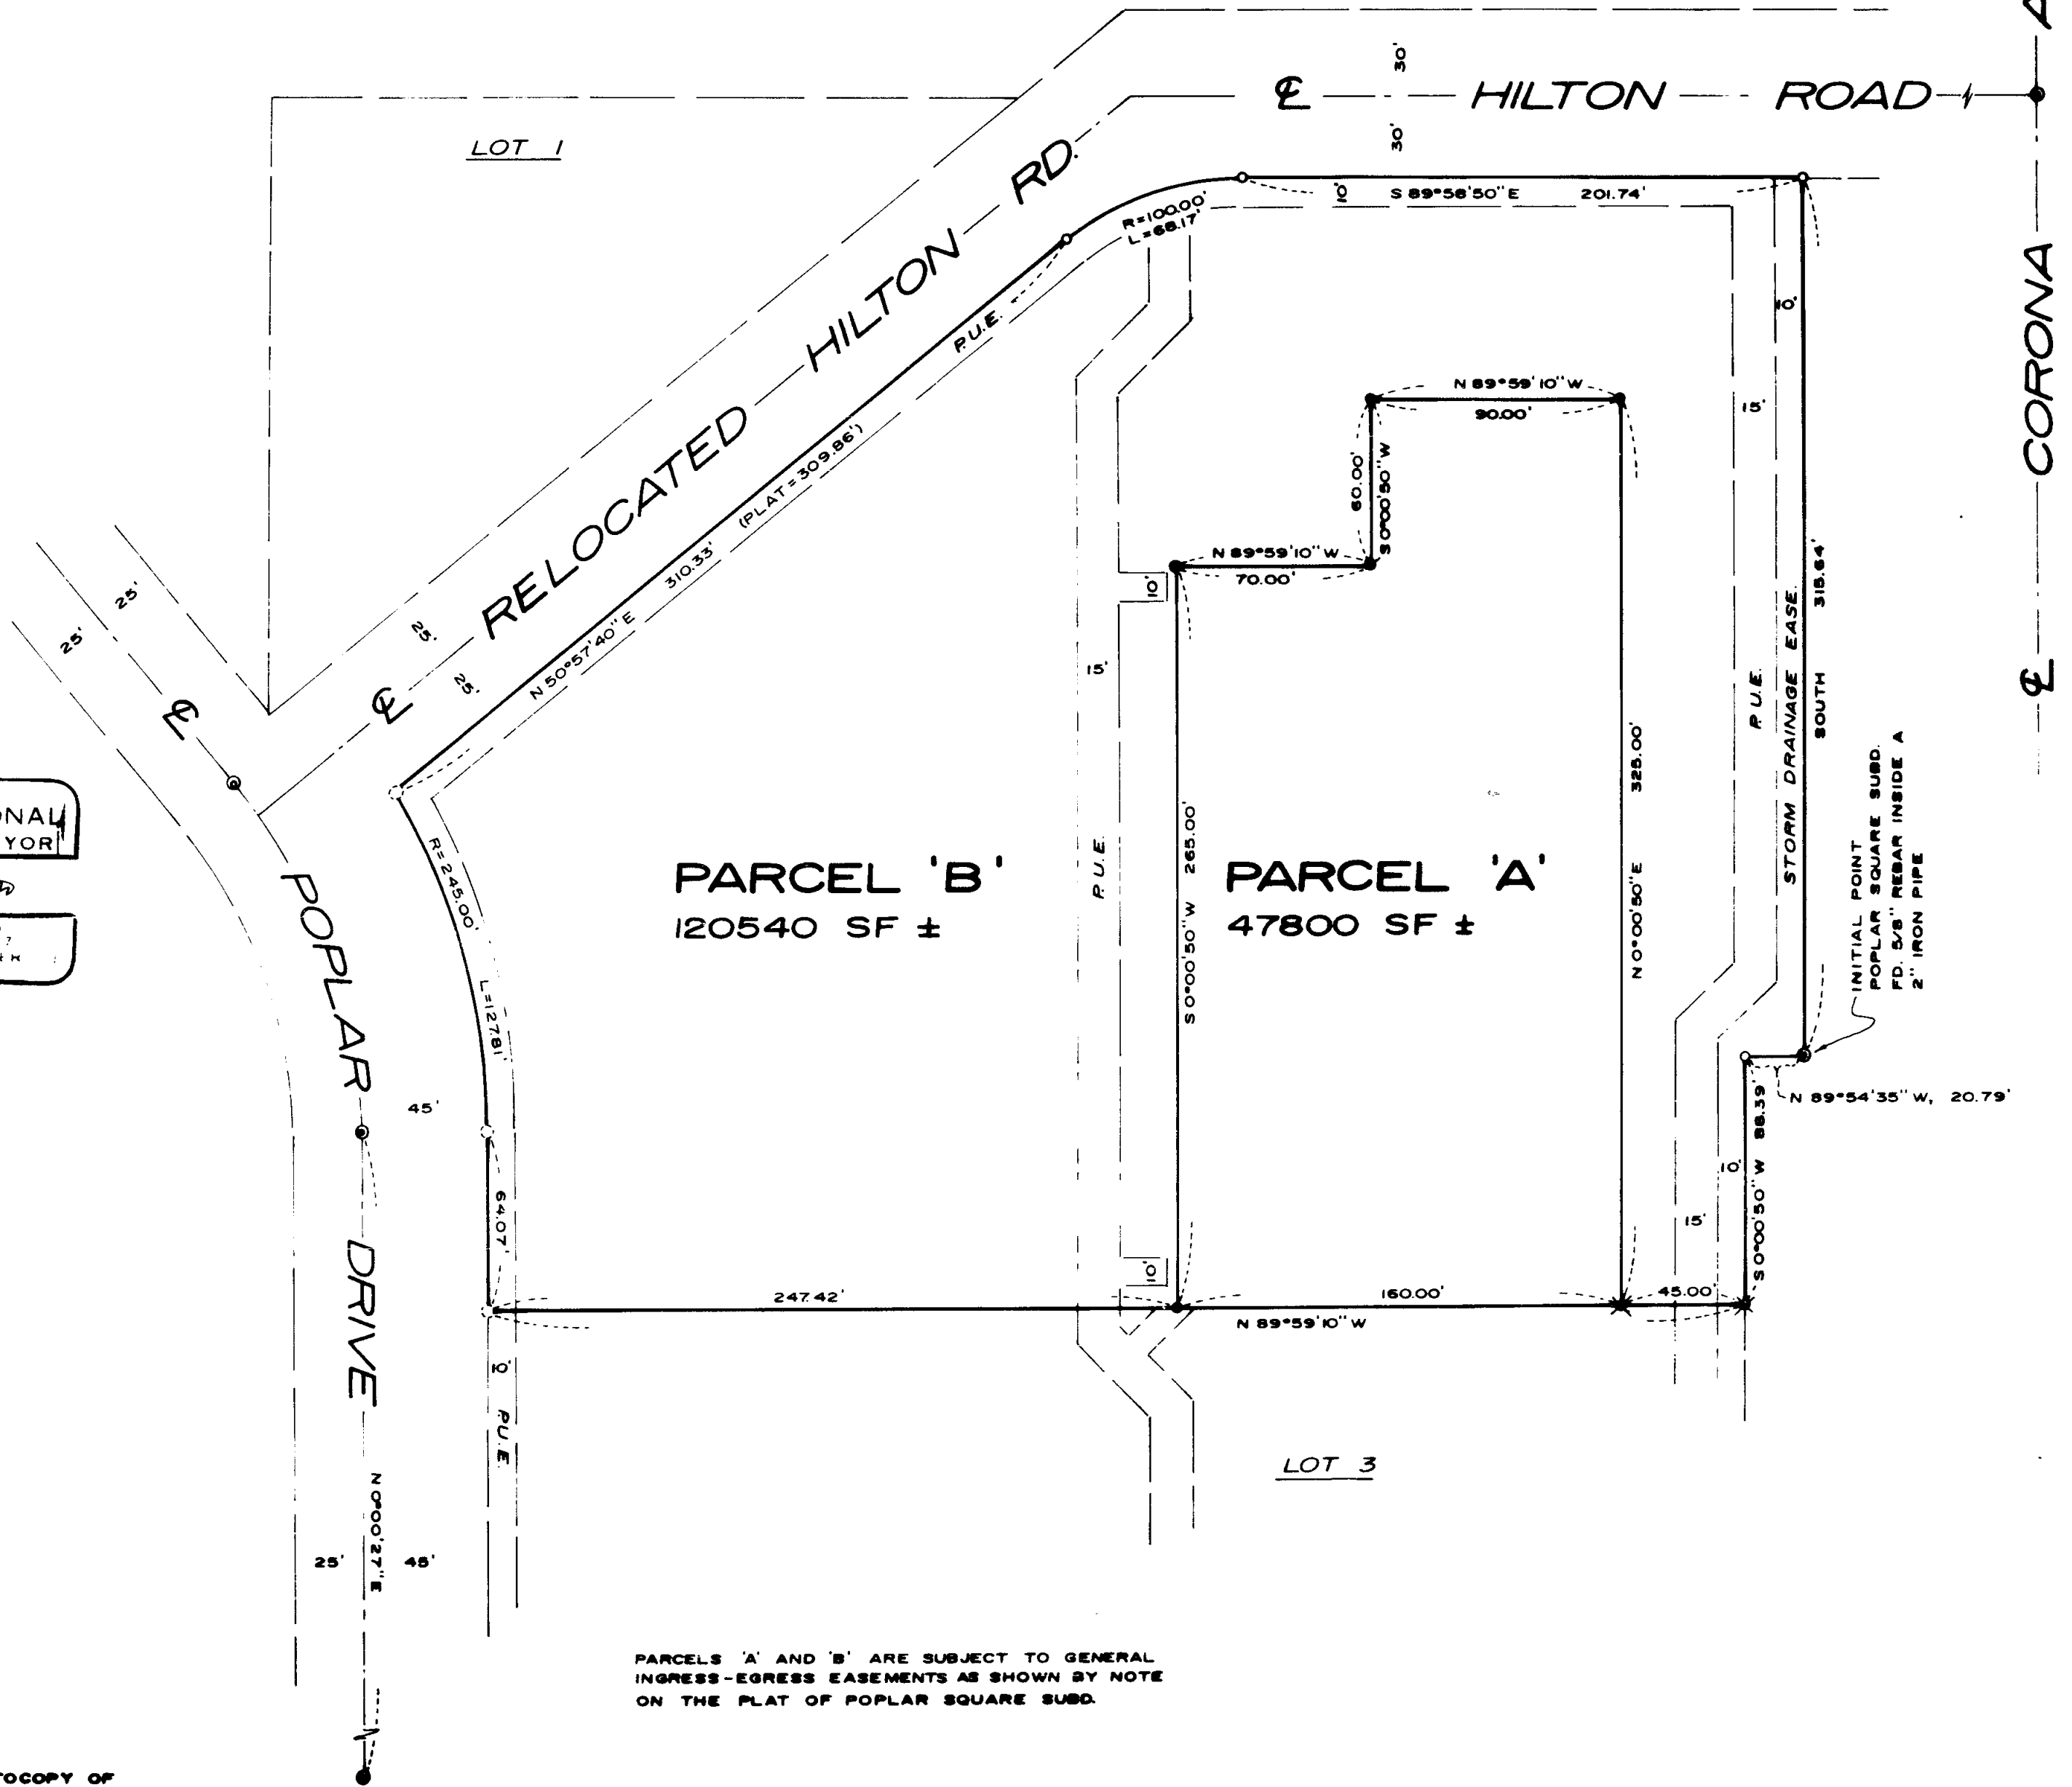 30'
℄ HILTON ROAD
30'
LOT 1
RELOCATED HILTON RD.
S 89°58'50" E 201.74'
10'
R=100.00'
L=68.17'
P.U.E.
10'
N 89°59'10" W
90.00'
15'
(PLAT=309.86')
310.33'
N 50°57'40" E
60.00'
S 0°00'50" W
N 89°59'10" W
70.00'
10'
25'
25'
25'
25'
℄
℄
15'
CORONA
℄
STORM DRAINAGE EASE.
SOUTH 315.64'
P.U.E.
N 0°00'50" E 325.00'
S 0°00'50" W 265.00'
P.U.E.
INITIAL POINT
POPLAR SQUARE SUBD.
FD. 5/8" REBAR INSIDE A
2" IRON PIPE
YOR
R=245.00'
L=127.81'
PARCEL 'B'
120540 SF ±
PARCEL 'A'
47800 SF ±
POPLAR DRIVE
45'
N 89°54'35" W, 20.79'
S 0°00'50" W 88.39'
10'
15'
64.07'
10'
247.42'
160.00'
45.00'
N 89°59'10" W
10'
P.U.E.
LOT 3
N 0°00'27" E
25'
45'
PARCELS 'A' AND 'B' ARE SUBJECT TO GENERAL
INGRESS-EGRESS EASEMENTS AS SHOWN BY NOTE
ON THE PLAT OF POPLAR SQUARE SUBD.
TOCOPY OF